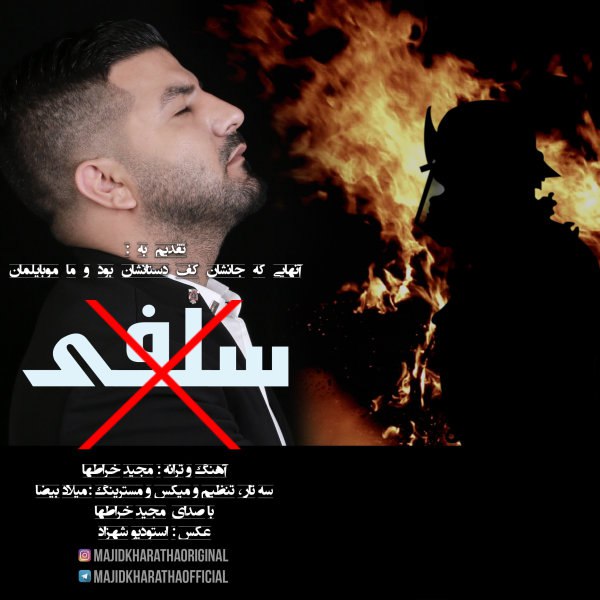 تقدیم به :
آنهایی که جانشان کف دستانشان بود و ما موبایلمان
سلفی
آهنگ و ترانه : مجید خراطها
سه تار، تنظیم و میکس و مسترینگ : میلاد بیضا
با صدای مجید خراطها
عکس : استودیو شهزاد
MAJIDKHARATHAORIGINAL
MAJIDKHARATHAOFFICIAL